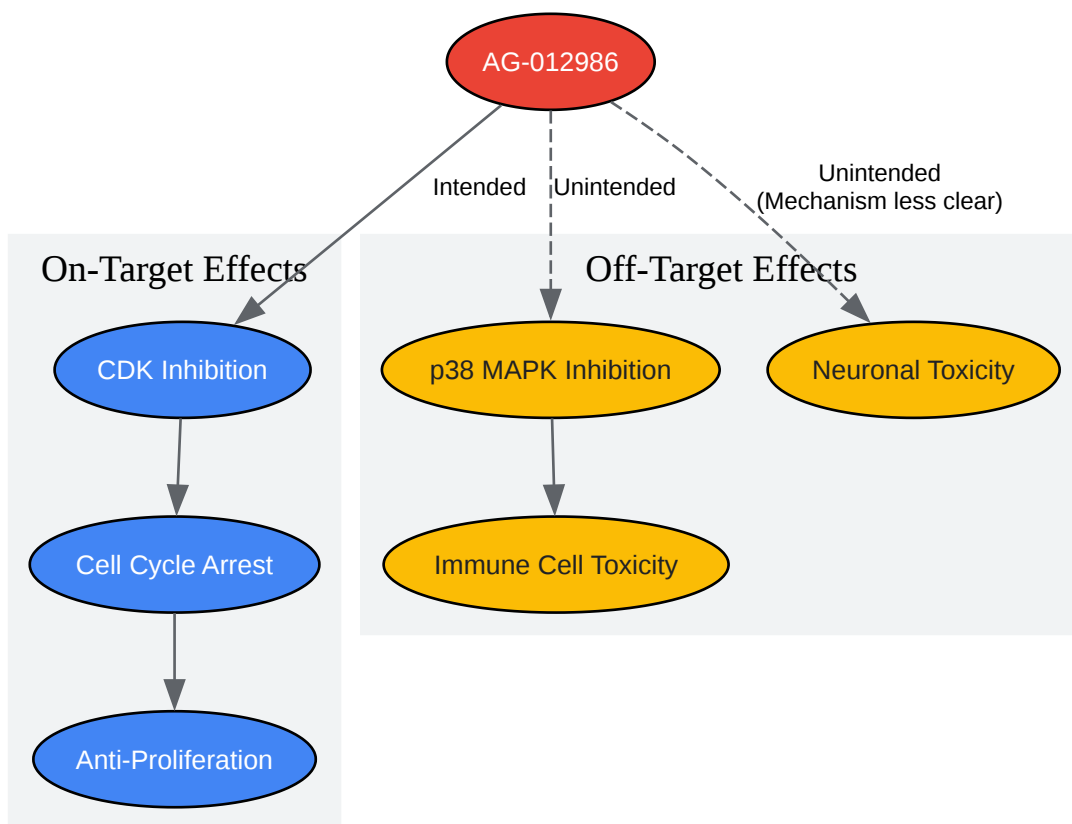 AG-012986
Intended
Unintended
Unintended
(Mechanism less clear)
On-Target Effects
Off-Target Effects
CDK Inhibition
p38 MAPK Inhibition
Neuronal Toxicity
Cell Cycle Arrest
Immune Cell Toxicity
Anti-Proliferation